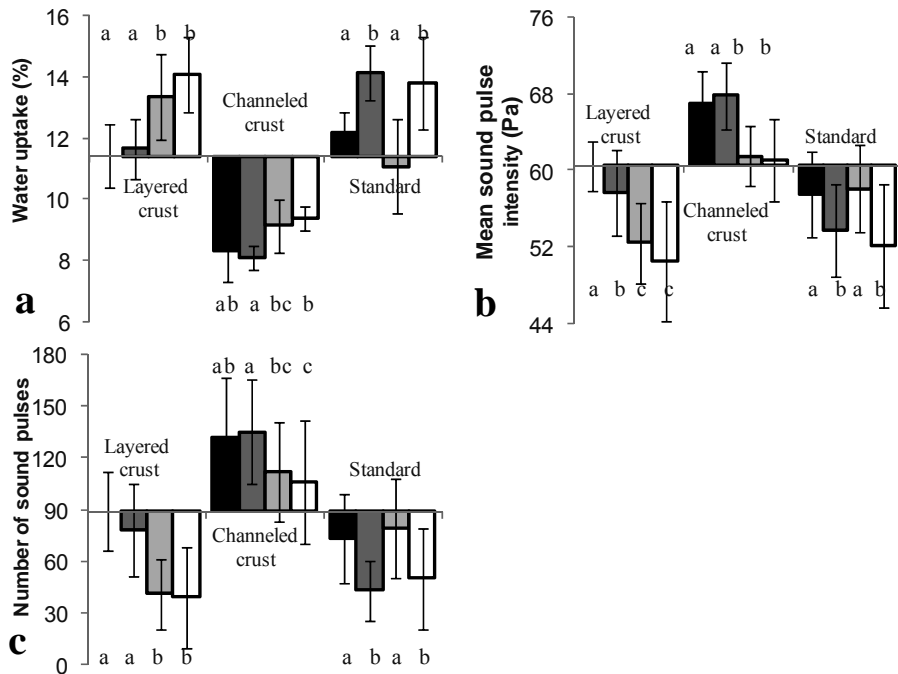 16
14
12
10
8
6
Water uptake (%)
a a b b
Layered
crust
Channeled
crust
ab a bc b
a b a b
Standard
a
76
68
60
52
44
Mean sound pulse
intensity (Pa)
Layered
crust
a b c c
a a b b
Channeled
crust
Standard
a b a b
b
180
150
120
90
60
30
0
Number of sound pulses
Layered
crust
a a b b
ab a bc c
Channeled
crust
Standard
a b a b
c